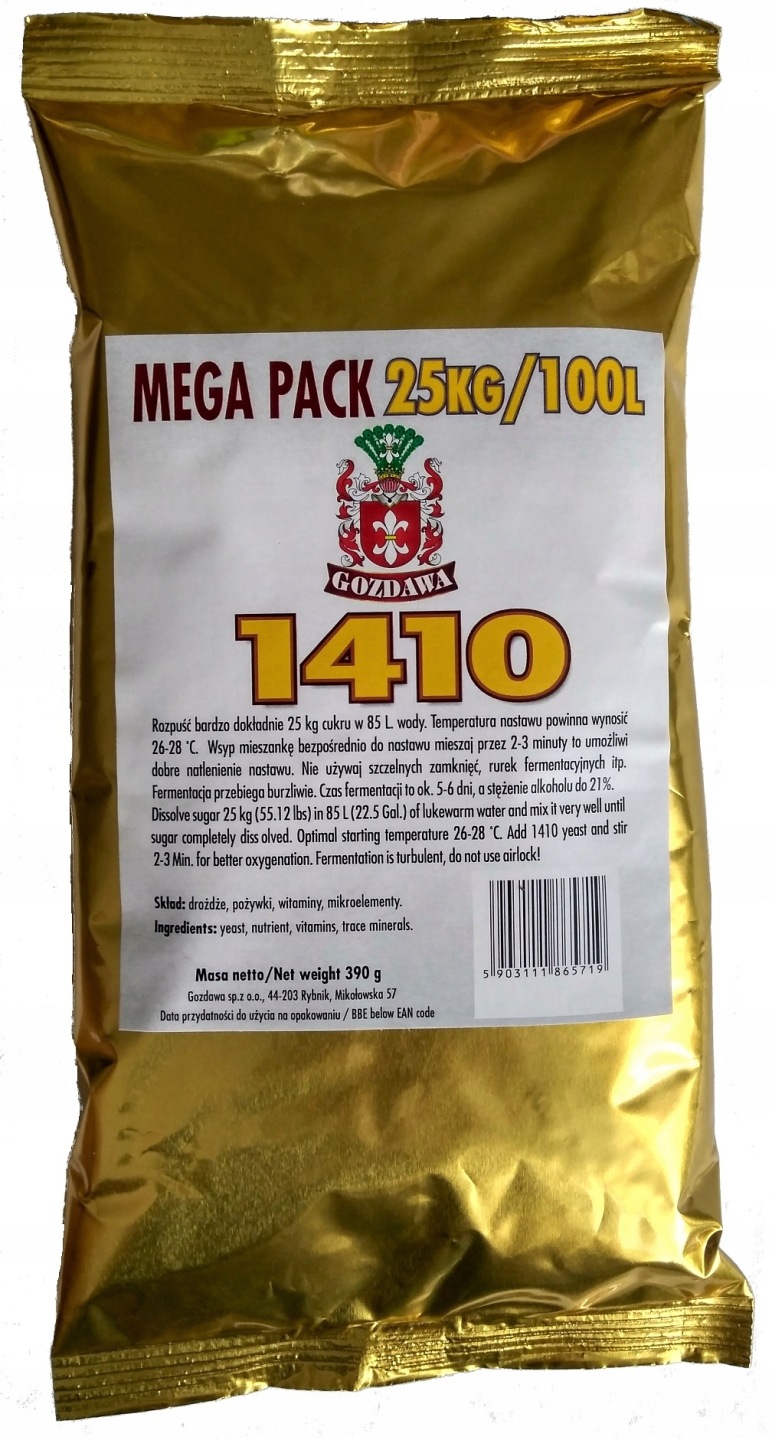 MEGA PACK 25KG/100L
GOZDAWA
1410
Rozpuść bardzo dokładnie 25 kg cukru w 85 L. wody. Temperatura nastawu powinna wynosić
26-28 °C. Wsyp mieszankę bezpośrednio do nastawu mieszaj przez 2-3 minuty to umożliwi
dobre natlenienie nastawu. Nie używaj szczelnych zamknięć, rurek fermentacyjnych itp.
Fermentacja przebiega burzliwie. Czas fermentacji to ok. 5-6 dni, a stężenie alkoholu do 21%.
Dissolve sugar 25 kg (55.12 lbs) in 85 L (22.5 Gal.) of lukewarm water and mix it very well until
sugar completely diss olved. Optimal starting temperature 26-28 °C. Add 1410 yeast and stir
2-3 Min. for better oxygenation. Fermentation is turbulent, do not use airlock!
Skład: drożdże, pożywki, witaminy, mikroelementy.
Ingredients: yeast, nutrient, vitamins, trace minerals.
5 903111 865719
Masa netto/Net weight 390 g
Gozdawa sp.z o.o., 44-203 Rybnik, Mikołowska 57
Data przydatności do użycia na opakowaniu / BBE below EAN code